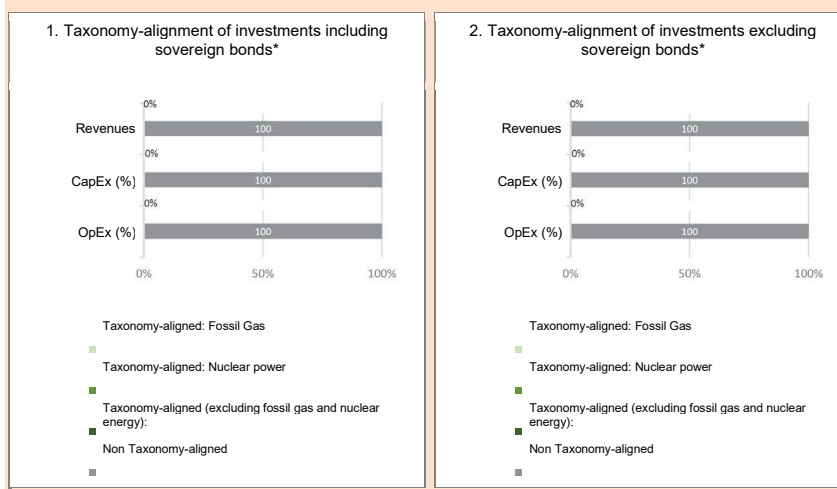 1. Taxonomy-alignment of investments including
sovereign bonds*
0%
Revenues
100
0%
CapEx (%)
100
0%
OpEx (%)
100
0%
50%
100%
Taxonomy-aligned: Fossil Gas
Taxonomy-aligned: Nuclear power
Taxonomy-aligned (excluding fossil gas and nuclear
energy):
Non Taxonomy-aligned
2. Taxonomy-alignment of investments excluding
sovereign bonds*
0%
Revenues
100
0%
CapEx (%)
100
0%
OpEx (%)
100
0%
50%
100%
Taxonomy-aligned: Fossil Gas
Taxonomy-aligned: Nuclear power
Taxonomy-aligned (excluding fossil gas and nuclear
energy):
Non Taxonomy-aligned